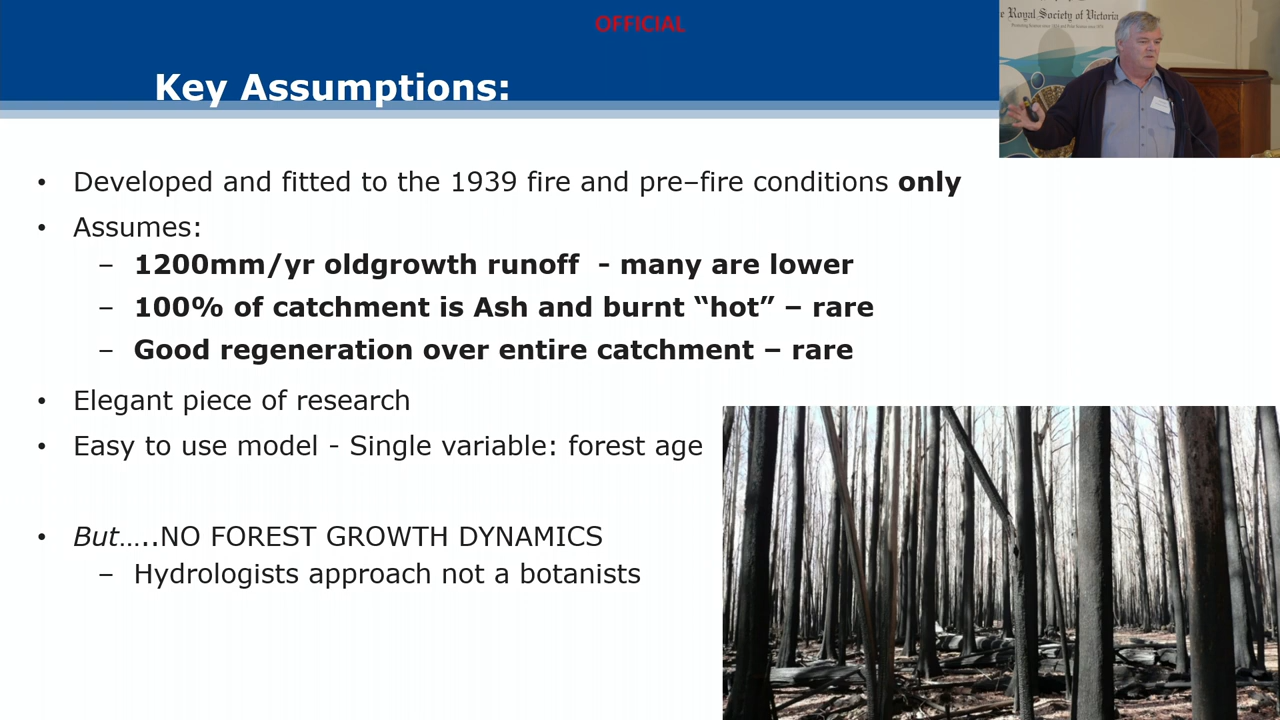 OFFICIAL
Key Assumptions:
e Royal Society of Victoria
• Developed and fitted to the 1939 fire and pre–fire conditions only
• Assumes:
– 1200mm/yr oldgrowth runoff - many are lower
– 100% of catchment is Ash and burnt “hot” – rare
– Good regeneration over entire catchment – rare
• Elegant piece of research
• Easy to use model - Single variable: forest age
• But…..NO FOREST GROWTH DYNAMICS
– Hydrologists approach not a botanists